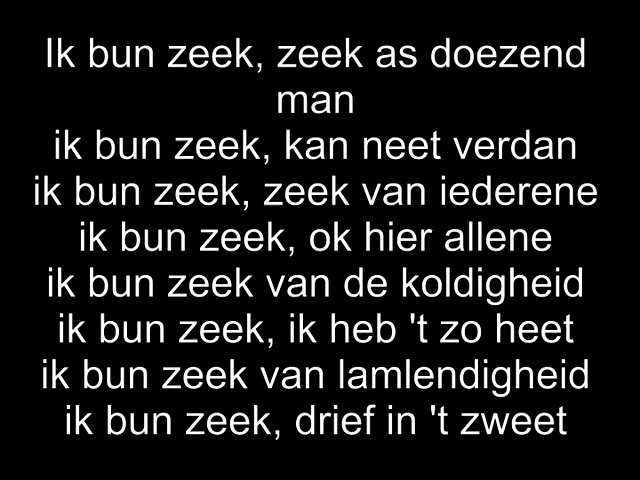 Ik bun zeek, zeek as doezend
man
ik bun zeek, kan neet verdan
ik bun zeek, zeek van iederene
ik bun zeek, ok hier allene
ik bun zeek van de koldigheid
ik bun zeek, ik heb 't zo heet
ik bun zeek van lamlendigheid
ik bun zeek, drief in 't zweet